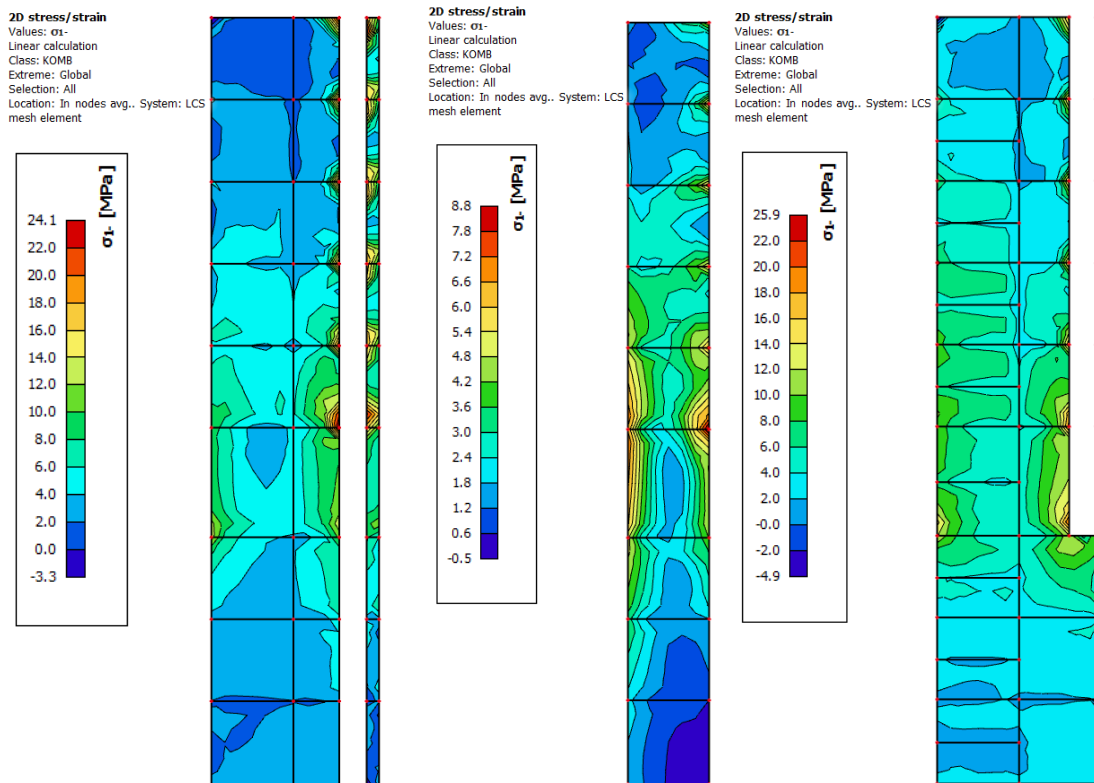 2D stress/strain
Values: σ1-
Linear calculation
Class: KOMB
Extreme: Global
Selection: All
Location: In nodes avg.. System: LCS
mesh element
σ1- [MPa]
24.1
22.0
20.0
18.0
16.0
14.0
12.0
10.0
8.0
6.0
4.0
2.0
0.0
-3.3
2D stress/strain
Values: σ1-
Linear calculation
Class: KOMB
Extreme: Global
Selection: All
Location: In nodes avg.. System: LCS
mesh element
σ1- [MPa]
8.8
7.8
7.2
6.6
6.0
5.4
4.8
4.2
3.6
3.0
2.4
1.8
1.2
0.6
-0.5
2D stress/strain
Values: σ1-
Linear calculation
Class: KOMB
Extreme: Global
Selection: All
Location: In nodes avg.. System: LCS
mesh element
σ1- [MPa]
25.9
22.0
20.0
18.0
16.0
14.0
12.0
10.0
8.0
6.0
4.0
2.0
-0.0
-2.0
-4.9